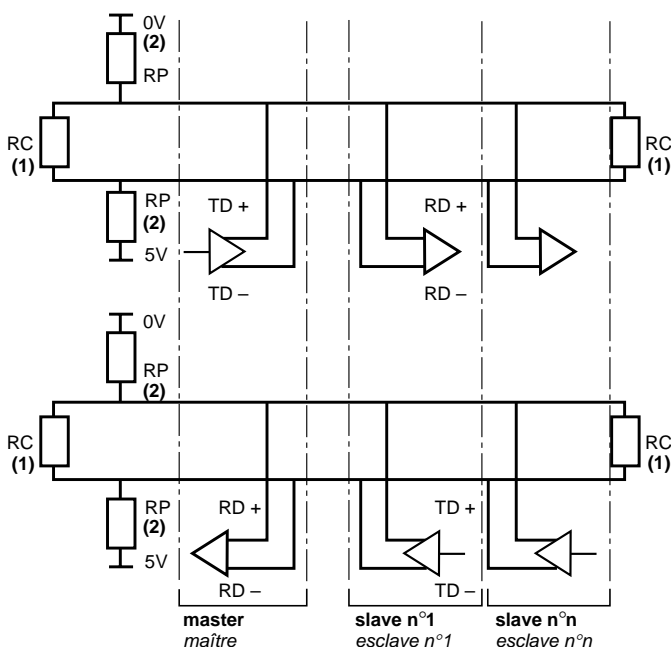 0V
(2)
RP
RC
(1)
RC
(1)
RP
(2)
5V
TD +
RD +
TD –
RD –
0V
RP
(2)
RC
(1)
RC
(1)
RP
(2)
5V
RD +
TD +
RD –
TD –
master
maître
slave n°1
esclave n°1
slave n°n
esclave n°n